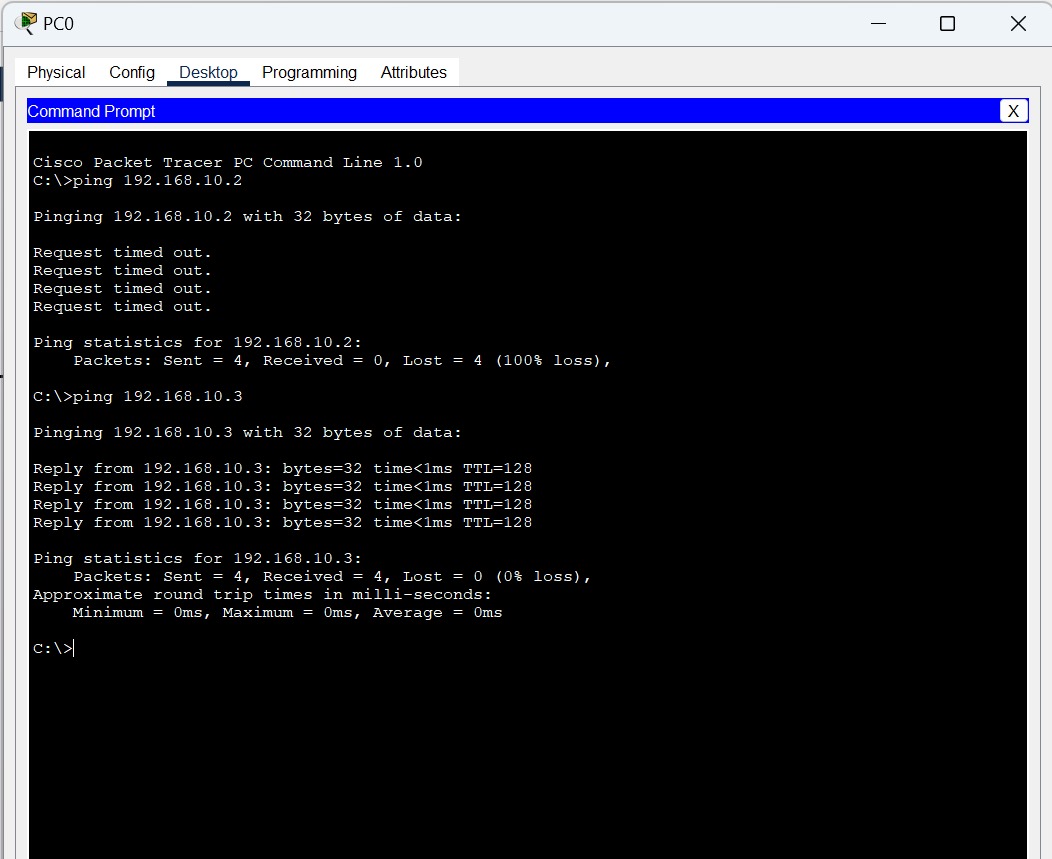 PC0
Physical Config Desktop Programming Attributes
Command Prompt X
Cisco Packet Tracer PC Command Line 1.0
C:\>ping 192.168.10.2
Pinging 192.168.10.2 with 32 bytes of data:
Request timed out.
Request timed out.
Request timed out.
Request timed out.
Ping statistics for 192.168.10.2:
Packets: Sent = 4, Received = 0, Lost = 4 (100% loss),
C:\>ping 192.168.10.3
Pinging 192.168.10.3 with 32 bytes of data:
Reply from 192.168.10.3: bytes=32 time<1ms TTL=128
Reply from 192.168.10.3: bytes=32 time<1ms TTL=128
Reply from 192.168.10.3: bytes=32 time<1ms TTL=128
Reply from 192.168.10.3: bytes=32 time<1ms TTL=128
Ping statistics for 192.168.10.3:
Packets: Sent = 4, Received = 4, Lost = 0 (0% loss),
Approximate round trip times in milli-seconds:
Minimum = 0ms, Maximum = 0ms, Average = 0ms
C:\>